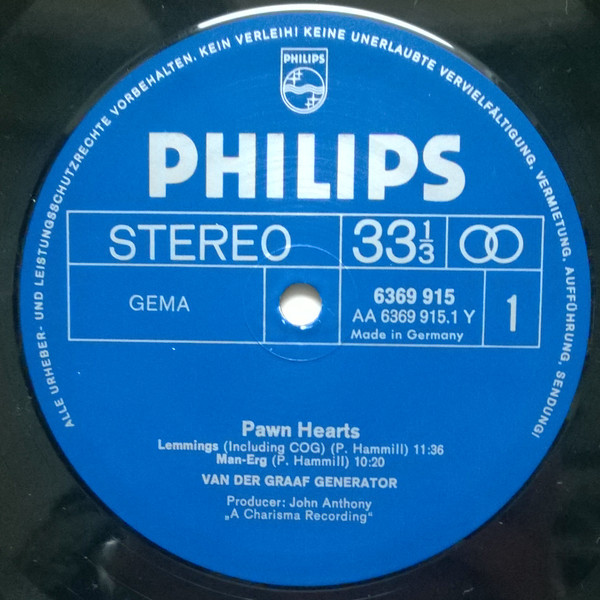 ALLE URHEBER- UND LEISTUNGSSCHUTZRECHTE VORBEHALTEN. KEIN VERLEIH! KEINE UNERLAUBTE VERVIELFÄLTIGUNG, VERMIETUNG, AUFFÜHRUNG, SENDUNG!
PHILIPS
PHILIPS
STEREO 33 1/3
GEMA 6369 915 1
AA 6369 915.1 Y
Made in Germany
Pawn Hearts
Lemmings (Including COG) (P. Hammill) 11:36
Man-Erg (P. Hammill) 10:20
VAN DER GRAAF GENERATOR
Producer: John Anthony
„A Charisma Recording“